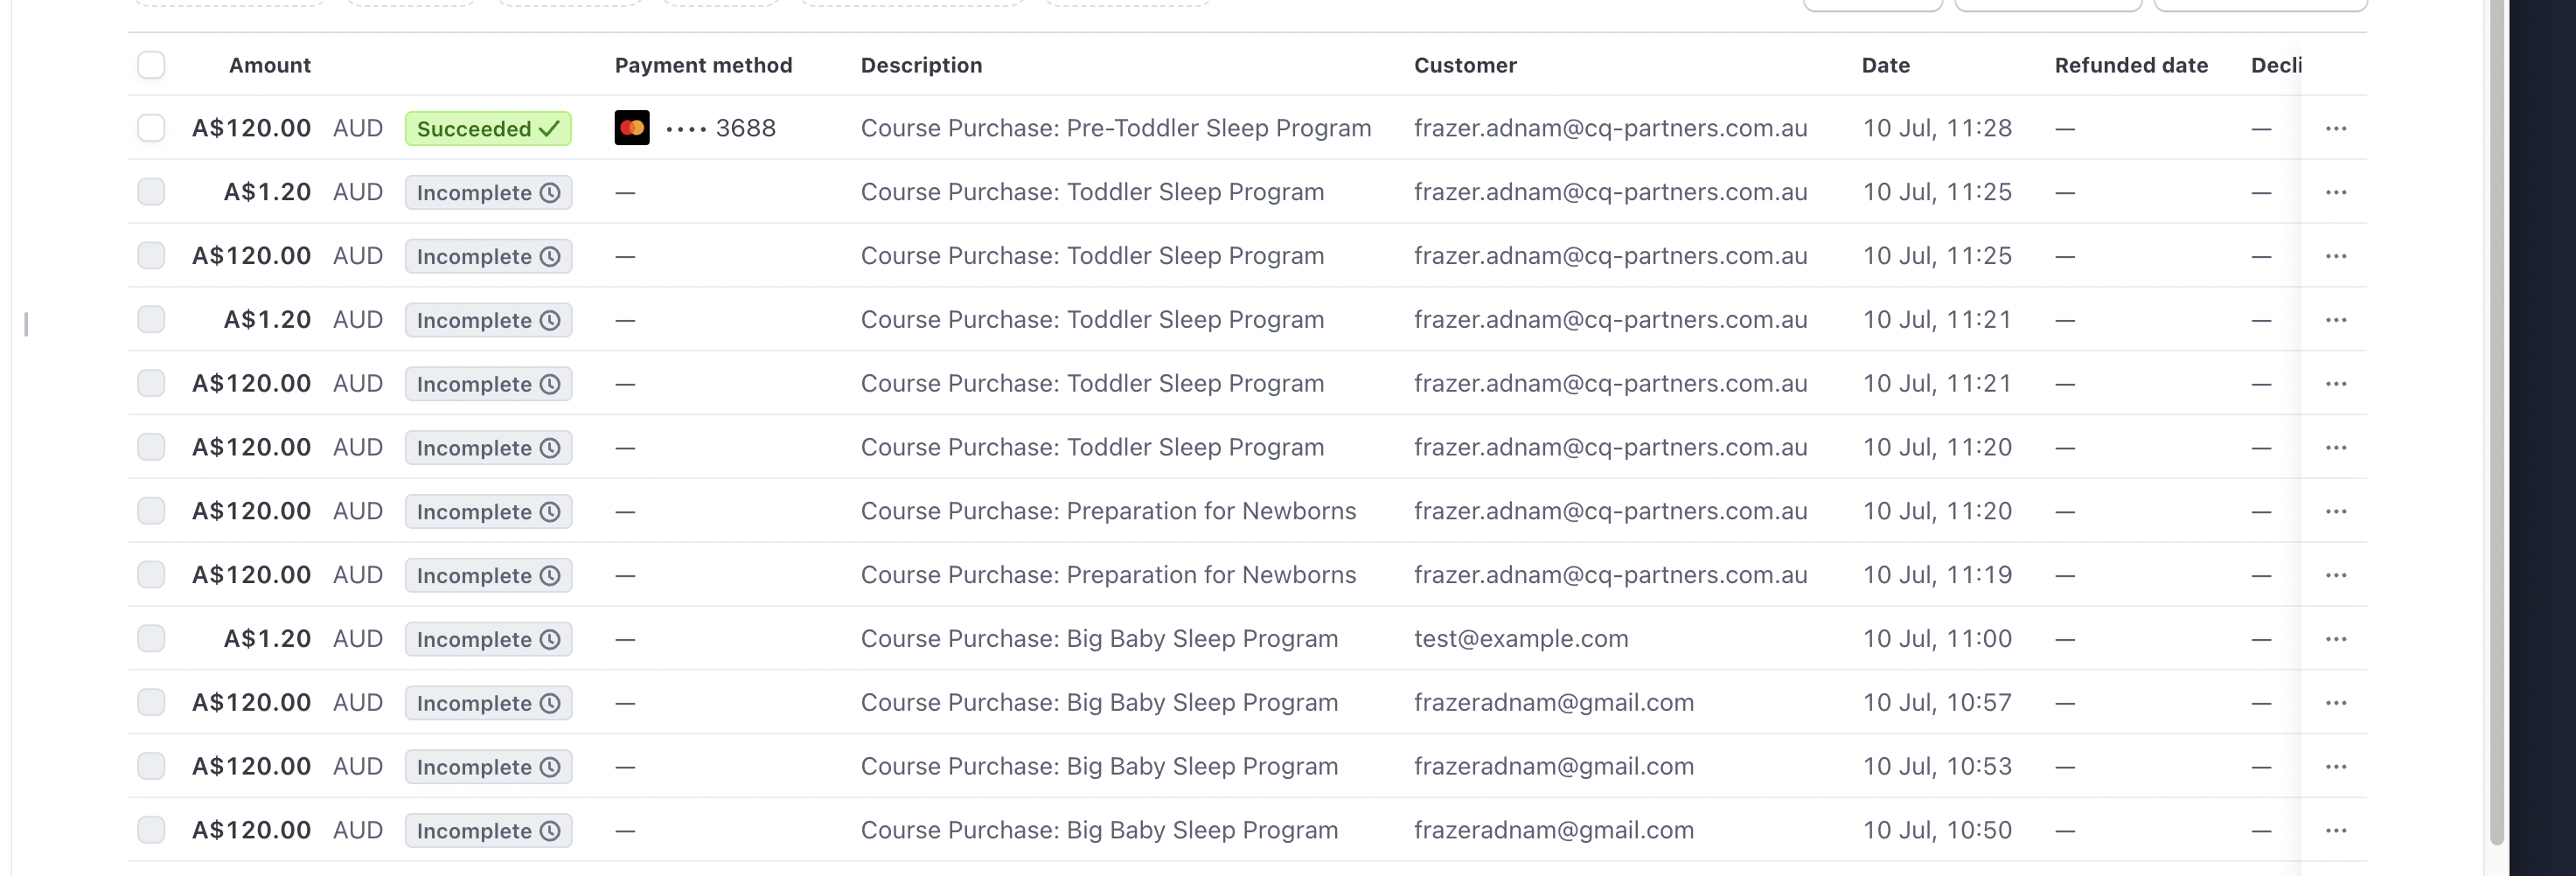 Amount Payment method Description Customer Date Refunded date Decli
A$120.00 AUD Succeeded •••• 3688 Course Purchase: Pre-Toddler Sleep Program frazer.adnam@cq-partners.com.au 10 Jul, 11:28 — —
A$1.20 AUD Incomplete — Course Purchase: Toddler Sleep Program frazer.adnam@cq-partners.com.au 10 Jul, 11:25 — —
A$120.00 AUD Incomplete — Course Purchase: Toddler Sleep Program frazer.adnam@cq-partners.com.au 10 Jul, 11:25 — —
A$1.20 AUD Incomplete — Course Purchase: Toddler Sleep Program frazer.adnam@cq-partners.com.au 10 Jul, 11:21 — —
A$120.00 AUD Incomplete — Course Purchase: Toddler Sleep Program frazer.adnam@cq-partners.com.au 10 Jul, 11:21 — —
A$120.00 AUD Incomplete — Course Purchase: Toddler Sleep Program frazer.adnam@cq-partners.com.au 10 Jul, 11:20 — —
A$120.00 AUD Incomplete — Course Purchase: Preparation for Newborns frazer.adnam@cq-partners.com.au 10 Jul, 11:20 — —
A$120.00 AUD Incomplete — Course Purchase: Preparation for Newborns frazer.adnam@cq-partners.com.au 10 Jul, 11:19 — —
A$1.20 AUD Incomplete — Course Purchase: Big Baby Sleep Program test@example.com 10 Jul, 11:00 — —
A$120.00 AUD Incomplete — Course Purchase: Big Baby Sleep Program frazeradnam@gmail.com 10 Jul, 10:57 — —
A$120.00 AUD Incomplete — Course Purchase: Big Baby Sleep Program frazeradnam@gmail.com 10 Jul, 10:53 — —
A$120.00 AUD Incomplete — Course Purchase: Big Baby Sleep Program frazeradnam@gmail.com 10 Jul, 10:50 — —